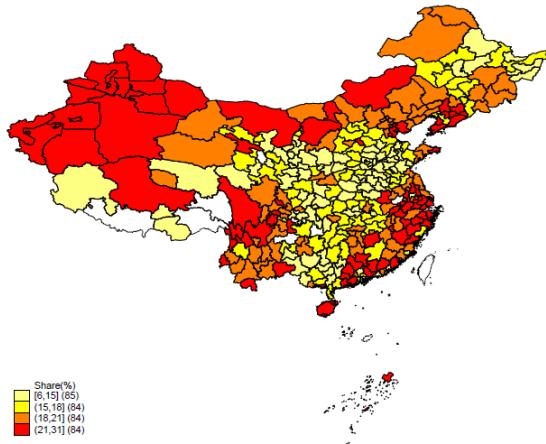 Share(%)
[6,15] (85)
(15,18] (84)
(18,21] (84)
(21,31] (84)